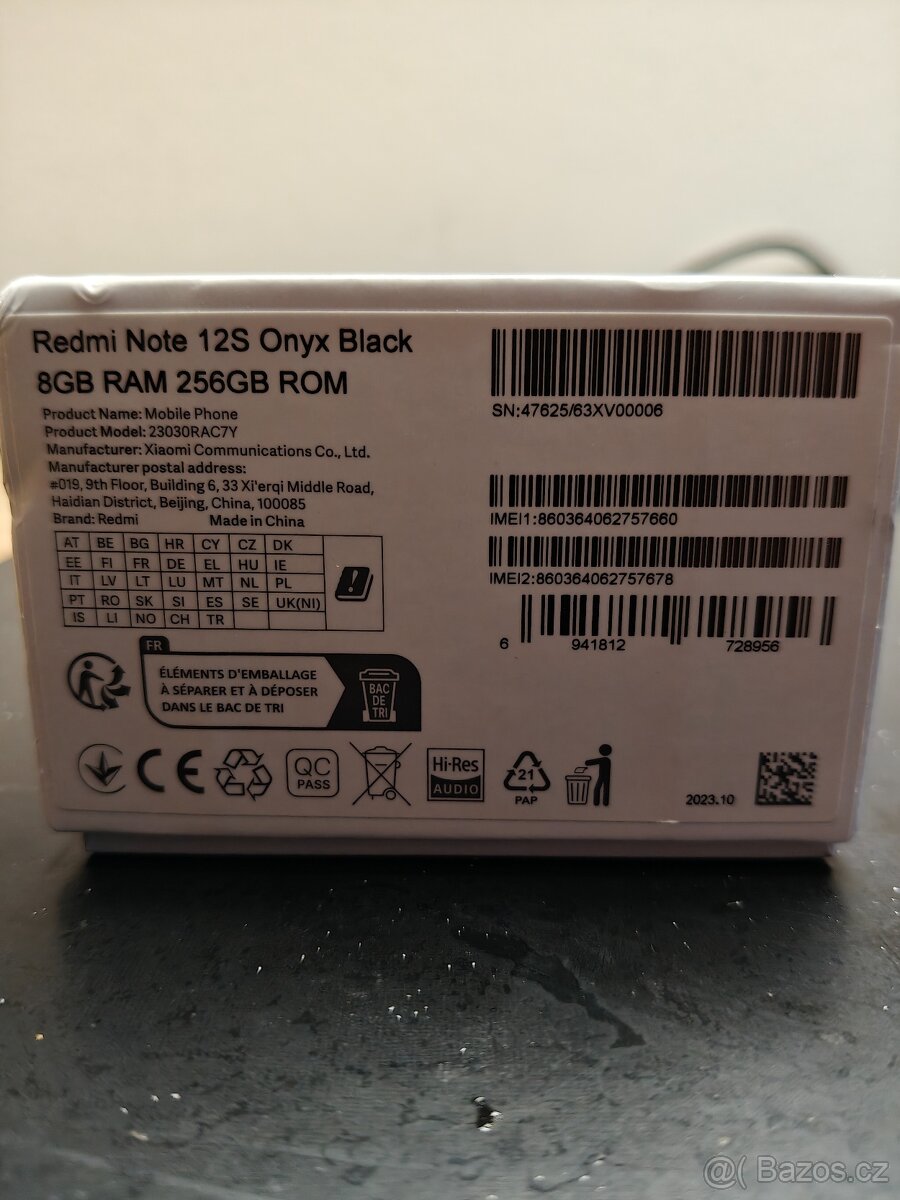 Redmi Note 12S Onyx Black
8GB RAM 256GB ROM
Product Name: Mobile Phone
Product Model: 23030RAC7Y
Manufacturer: Xiaomi Communications Co., Ltd.
Manufacturer postal address:
#019, 9th Floor, Building 6, 33 Xi'erqi Middle Road,
Haidian District, Beijing, China, 100085
Brand: Redmi Made in China
AT BE BG HR CY CZ DK
EE FI FR DE EL HU IE
IT LV LT LU MT NL PL
PT RO SK SI ES SE UK(NI)
IS LI NO CH TR
SN:47625/63XV00006
IMEI1:860364062757660
IMEI2:860364062757678
6 941812 728956
FR
ÉLÉMENTS D'EMBALLAGE
À SÉPARER ET À DÉPOSER
DANS LE BAC DE TRI
BAC
DE
TRI
CE
QC
PASS
Hi-Res
AUDIO
21
PAP
2023.10
@( Bazos.cz